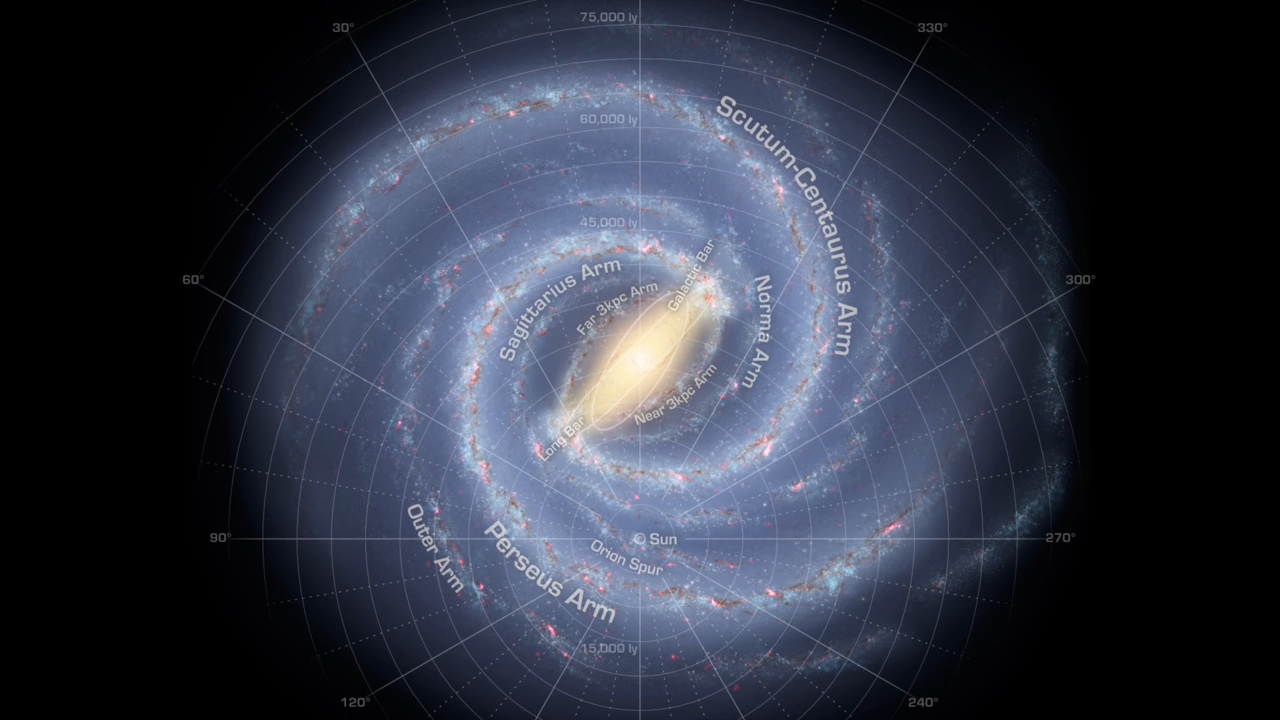 75,000 ly
30°
330°
Scutum-Centaurus Arm
60,000 ly
45,000 ly
Galactic Bar
Sagittarius Arm
Far 3kpc Arm
Norma Arm
60°
300°
Near 3kpc Arm
Long Bar
Outer Arm
Perseus Arm
Orion Spur
Sun
90°
270°
15,000 ly
120°
240°